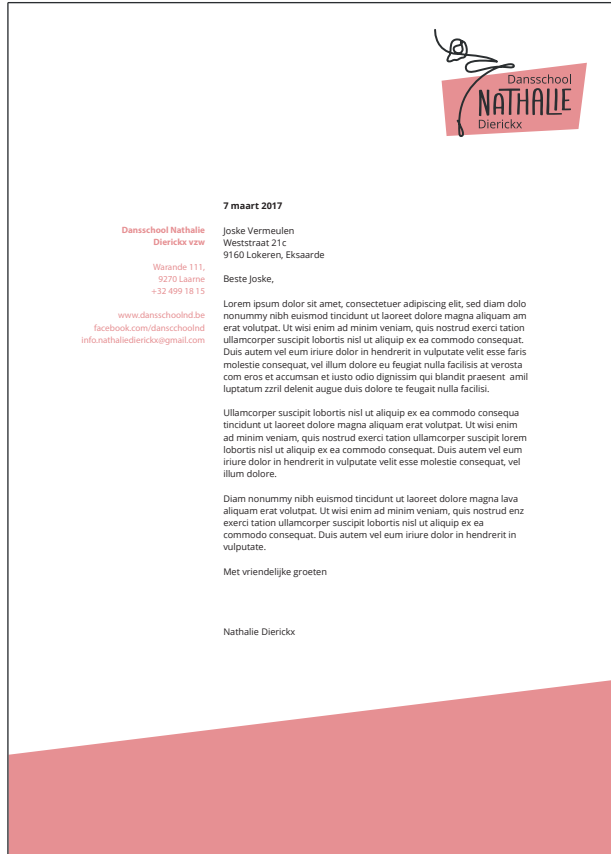 Dansschool
NATHALIE
Dierickx
7 maart 2017
Dansschool Nathalie
Dierickx vzw
Warande 111,
9270 Laarne
+32 499 18 15
www.dansschoolnd.be
facebook.com/danscchoolnd
info.nathaliedierickx@gmail.com
Joske Vermeulen
Weststraat 21c
9160 Lokeren, Eksaarde
Beste Joske,
Lorem ipsum dolor sit amet, consectetuer adipiscing elit, sed diam dolo
nonummy nibh euismod tincidunt ut laoreet dolore magna aliquam am
erat volutpat. Ut wisi enim ad minim veniam, quis nostrud exerci tation
ullamcorper suscipit lobortis nisl ut aliquip ex ea commodo consequat.
Duis autem vel eum iriure dolor in hendrerit in vulputate velit esse faris
molestie consequat, vel illum dolore eu feugiat nulla facilisis at verosta
com eros et accumsan et iusto odio dignissim qui blandit praesent  amil
luptatum zzril delenit augue duis dolore te feugait nulla facilisi.
Ullamcorper suscipit lobortis nisl ut aliquip ex ea commodo consequa
tincidunt ut laoreet dolore magna aliquam erat volutpat. Ut wisi enim
ad minim veniam, quis nostrud exerci tation ullamcorper suscipit lorem
lobortis nisl ut aliquip ex ea commodo consequat. Duis autem vel eum
iriure dolor in hendrerit in vulputate velit esse molestie consequat, vel
illum dolore.
Diam nonummy nibh euismod tincidunt ut laoreet dolore magna lava
aliquam erat volutpat. Ut wisi enim ad minim veniam, quis nostrud enz
exerci tation ullamcorper suscipit lobortis nisl ut aliquip ex ea
commodo consequat. Duis autem vel eum iriure dolor in hendrerit in
vulputate.
Met vriendelijke groeten
Nathalie Dierickx